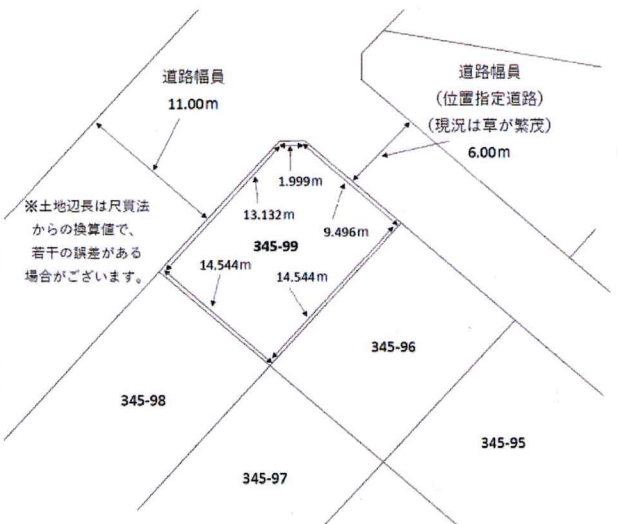 道路幅員
11.00m
道路幅員
（位置指定道路）
（現況は草が繁茂）
6.00m
1.999m
13.132m
9.496m
※土地辺長は尺貫法
からの換算値で、
若干の誤差がある
場合がございます。
345-99
14.544m
14.544m
345-96
345-98
345-95
345-97